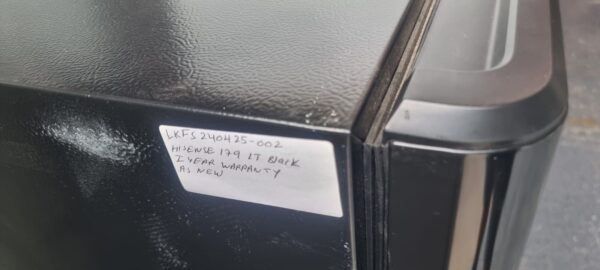 LKFS240425-002
HISENSE 179 LT BLACK
2 YEAR WARRANTY
AS NEW